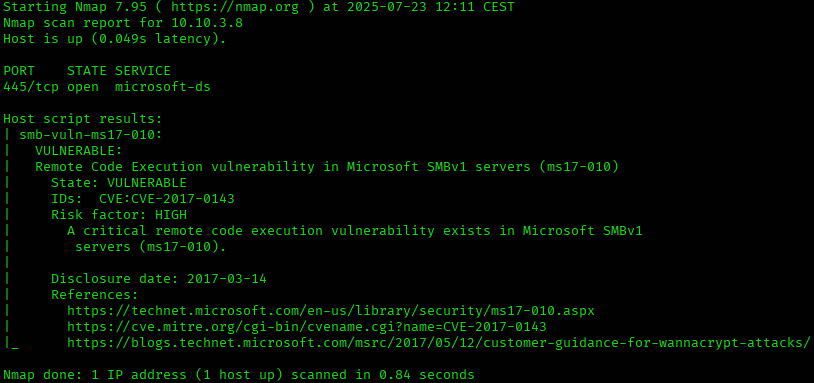 Starting Nmap 7.95 ( https://nmap.org ) at 2025-07-23 12:11 CEST
Nmap scan report for 10.10.3.8
Host is up (0.049s latency).

PORT    STATE SERVICE
445/tcp open  microsoft-ds

Host script results:
| smb-vuln-ms17-010:
|   VULNERABLE:
|   Remote Code Execution vulnerability in Microsoft SMBv1 servers (ms17-010)
|     State: VULNERABLE
|     IDs:  CVE:CVE-2017-0143
|     Risk factor: HIGH
|       A critical remote code execution vulnerability exists in Microsoft SMBv1
|        servers (ms17-010).
|
|     Disclosure date: 2017-03-14
|     References:
|       https://technet.microsoft.com/en-us/library/security/ms17-010.aspx
|       https://cve.mitre.org/cgi-bin/cvename.cgi?name=CVE-2017-0143
|_      https://blogs.technet.microsoft.com/msrc/2017/05/12/customer-guidance-for-wannacrypt-attacks/

Nmap done: 1 IP address (1 host up) scanned in 0.84 seconds